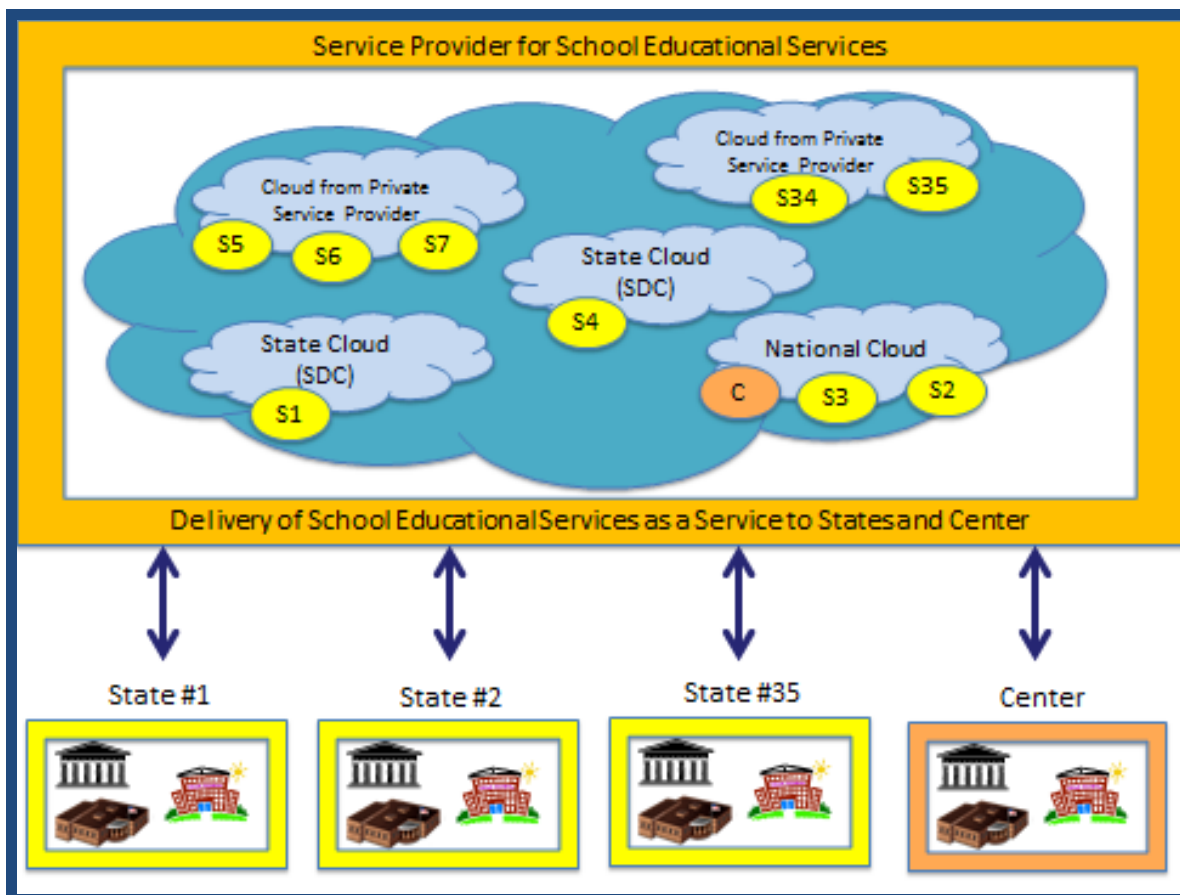 Service Provider for School Educational Services
Cloud from Private
Service Provider
S34
S35
Cloud from Private
Service Provider
S5
S6
S7
State Cloud
(SDC)
S4
State Cloud
(SDC)
S1
National Cloud
C
S3
S2
Delivery of School Educational Services as a Service to States and Center
State #1
State #2
State #35
Center